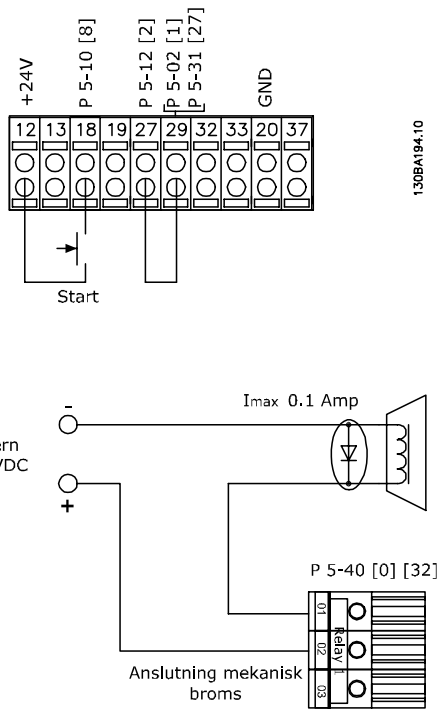 +24V
P 5-10 [8]
P 5-12 [2]
P 5-02 [1]
P 5-31 [27]
GND
12 13 18 19 27 29 32 33 20 37
130BA194.10
Start
Imax 0.1 Amp
-
ern
VDC
+
P 5-40 [0] [32]
01
02
03
Relay 1
Anslutning mekanisk
broms